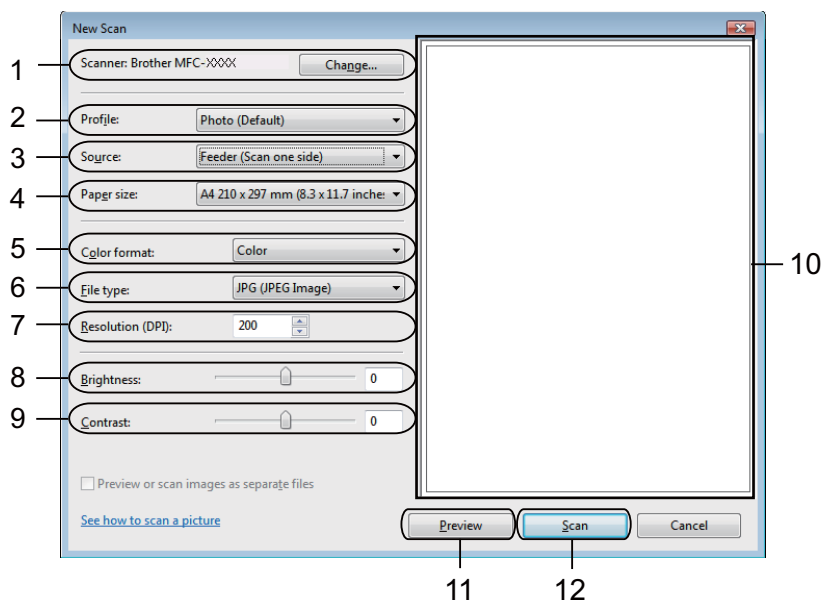 New Scan
1 Scanner: Brother MFC-XXXX Change...
2 Profile: Photo (Default)
3 Source: Feeder (Scan one side)
4 Paper size: A4 210 x 297 mm (8.3 x 11.7 inche:
5 Color format: Color
10
6 File type: JPG (JPEG Image)
7 Resolution (DPI): 200
8 Brightness: 0
9 Contrast: 0
Preview or scan images as separate files
See how to scan a picture Preview Scan Cancel
11 12